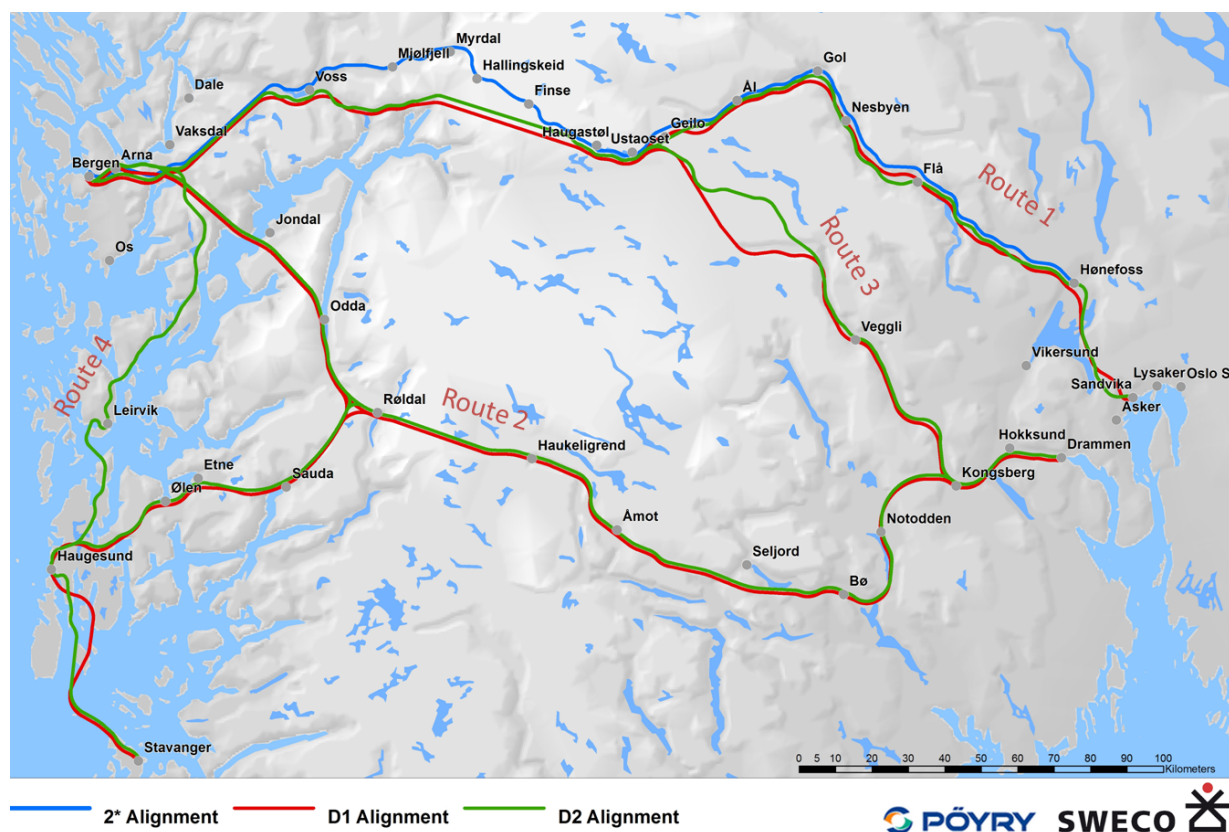 Myrdal
Mjølfjell
Gol
Voss
Hallingskeid
Dale
Ål
Finse
Nesbyen
Vaksdal
Haugastøl
Ustaoset
Geilo
Bergen
Arna
Flå
Route 1
Jondal
Os
Route 3
Hønefoss
Odda
Veggli
Vikersund
Route 4
Sandvika
Lysaker
Oslo S
Leirvik
Røldal
Route 2
Asker
Haukeligrend
Hokksund
Drammen
Etne
Sauda
Kongsberg
Ølen
Åmot
Notodden
Haugesund
Seljord
Bø
Stavanger
0 5 10 20 30 40 50 60 70 80 90 100
Kilometers
2* Alignment
D1 Alignment
D2 Alignment
PÖYRY
SWECO